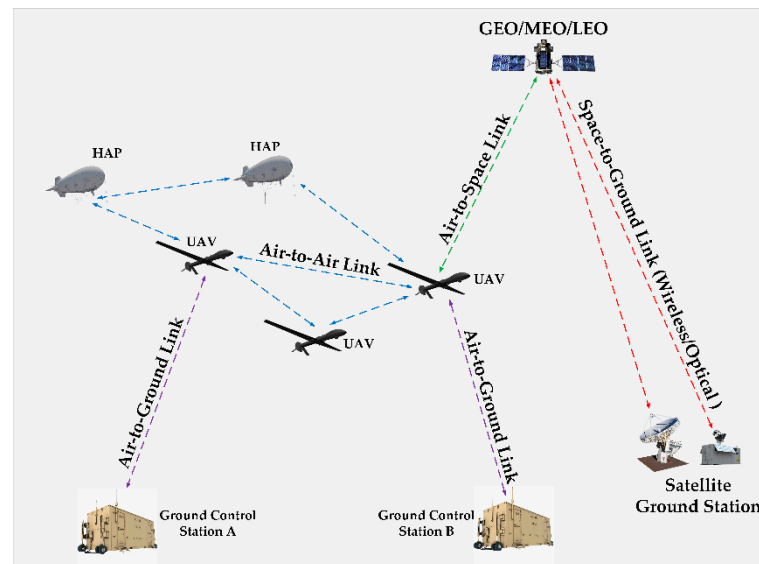 GEO/MEO/LEO
HAP
HAP
Air-to-Space Link
Space-to-Ground Link (Wireless/Optical )
UAV
Air-to-Air Link
UAV
UAV
Air-to-Ground Link
Air-to-Ground Link
Satellite
Ground Station
Ground Control
Station A
Ground Control
Station B